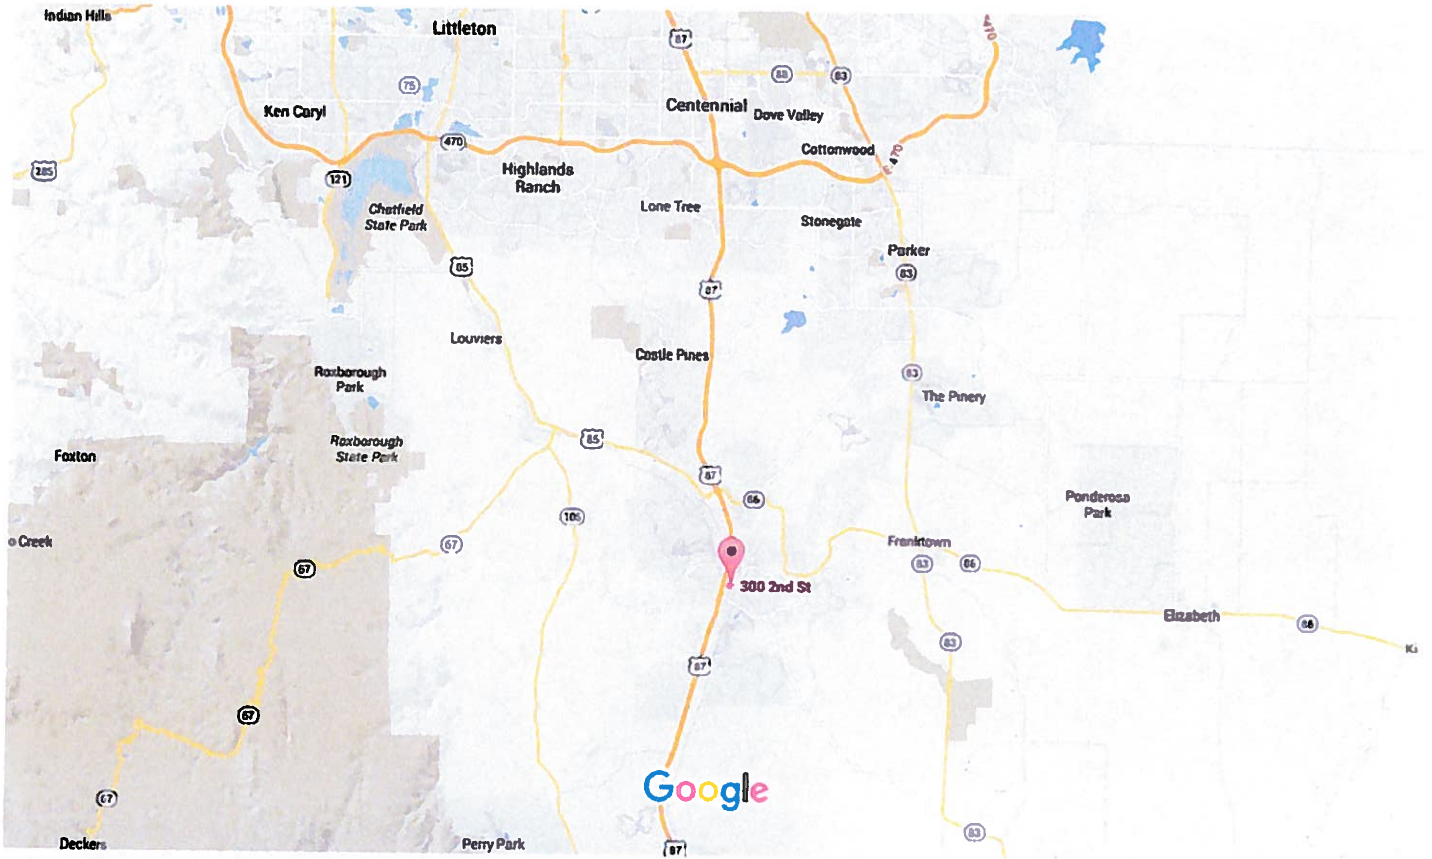 Indian Hills
Littleton
470
87
75
88
83
Ken Caryl
Centennial
Dove Valley
470
Cottonwood
E-470
285
121
Highlands
Ranch
Chatfield
State Park
Lone Tree
Stonegate
Parker
85
83
87
Louviers
Castle Pines
Roxborough
Park
83
The Pinery
Roxborough
State Park
85
Foxton
87
86
Ponderosa
Park
105
o Creek
67
Franktown
67
83
86
300 2nd St
Elizabeth
86
83
Ki
87
67
Google
67
83
Deckers
Perry Park
87